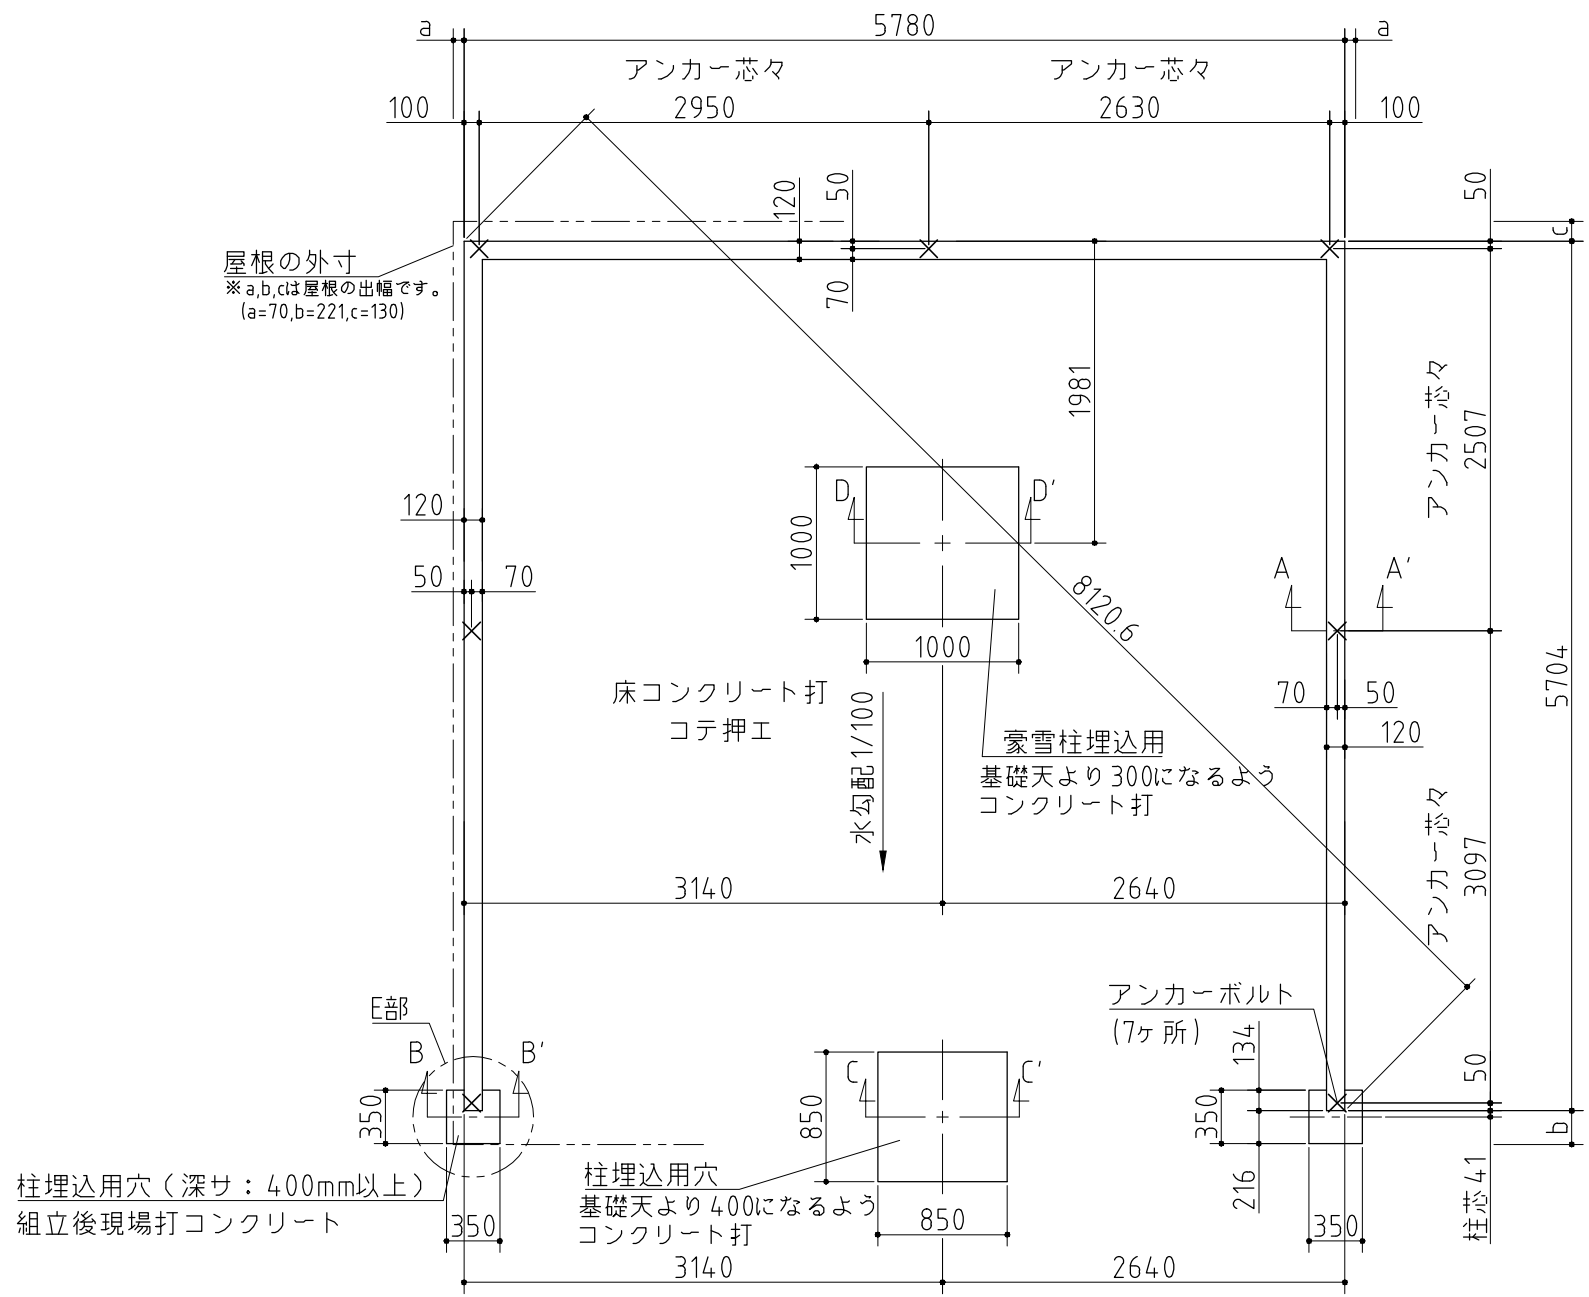 a
5780
a
アンカー芯々
アンカー芯々
100
2950
2630
100
120
50
50
c
屋根の外寸
※a,b,cは屋根の出幅です。
(a=70,b=221,c=130)
70
1981
アンカー芯々
2507
120
D
D'
1000
50
70
A
A'
8120.6
1000
5704
床コンクリート打
コテ押エ
水勾配1/100
70
50
120
豪雪柱埋込用
基礎天より300になるよう
コンクリート打
アンカー芯々
3097
3140
2640
E部
アンカーボルト
(7ヶ所)
134
50
B
B'
C
C'
350
850
350
b
柱埋込用穴(深サ:400mm以上)
組立後現場打コンクリート
柱埋込用穴
基礎天より400になるよう
コンクリート打
216
柱芯41
350
850
350
3140
2640